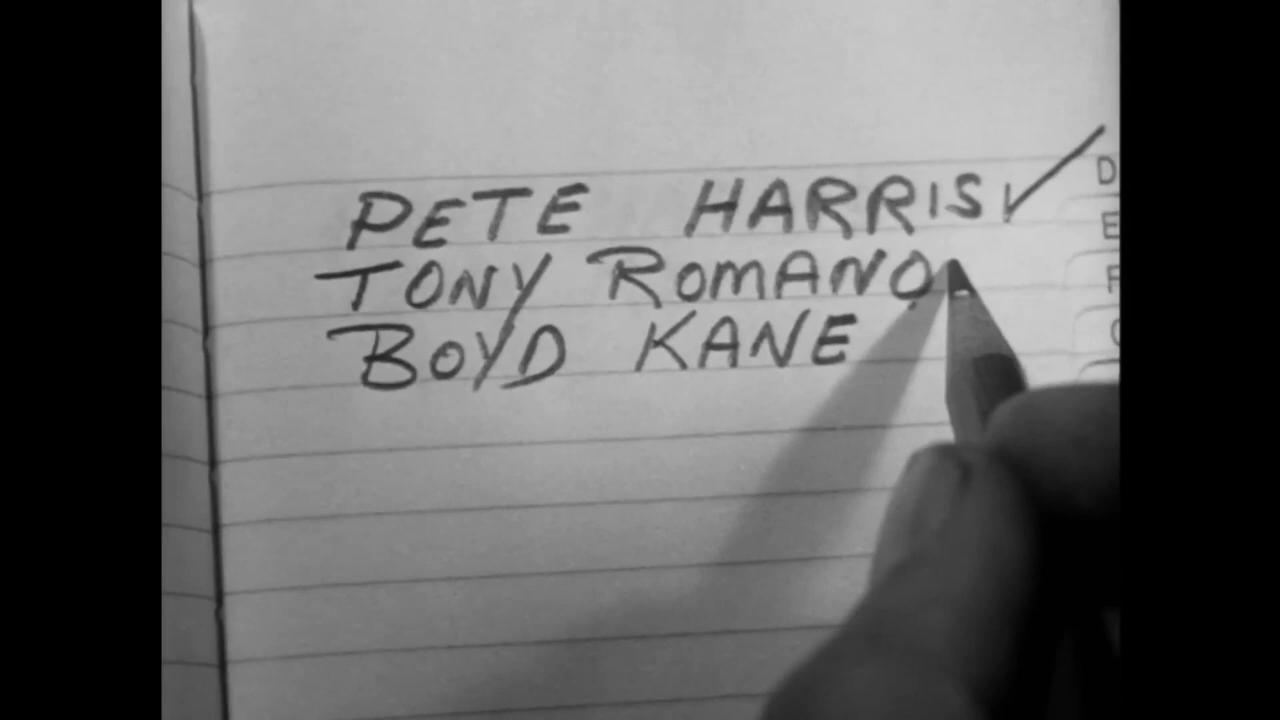 PETE HARRIS ✓
TONY ROMANO
BOYD KANE
D
E
F